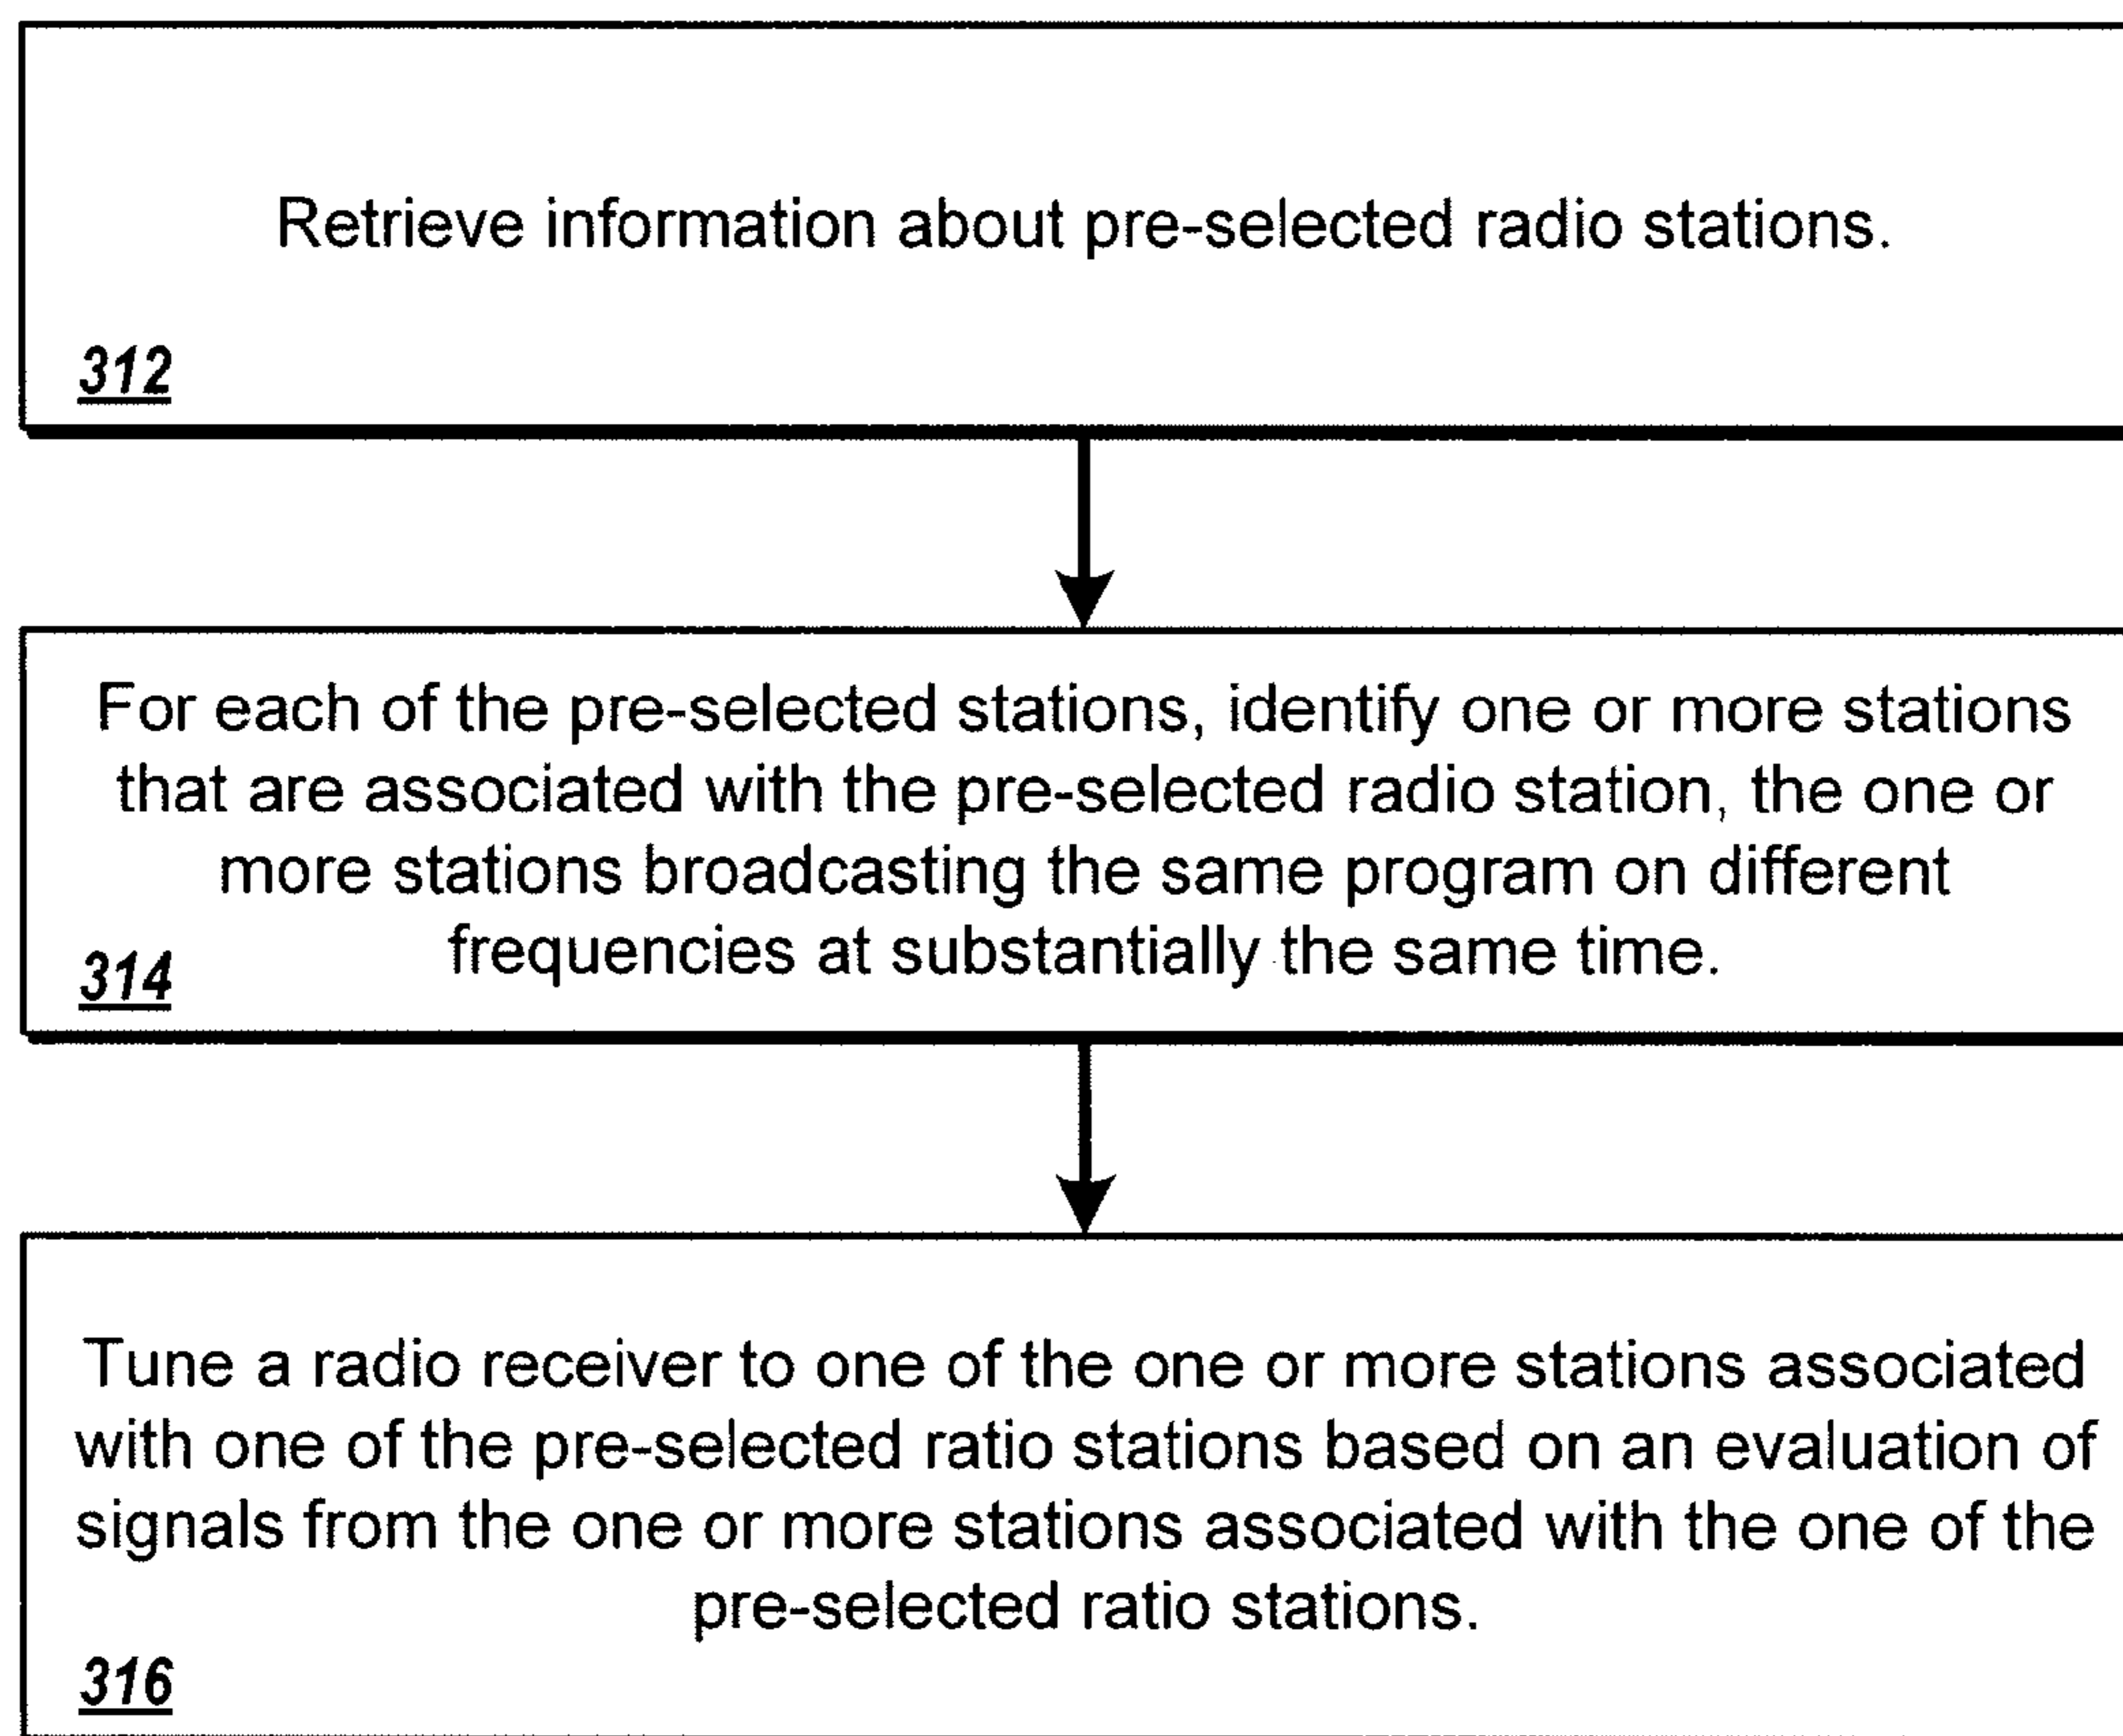 Retrieve information about pre-selected radio stations.
312
For each of the pre-selected stations, identify one or more stations
that are associated with the pre-selected radio station, the one or
more stations broadcasting the same program on different
frequencies at substantially the same time.
314
Tune a radio receiver to one of the one or more stations associated
with one of the pre-selected ratio stations based on an evaluation of
signals from the one or more stations associated with the one of the
pre-selected ratio stations.
316